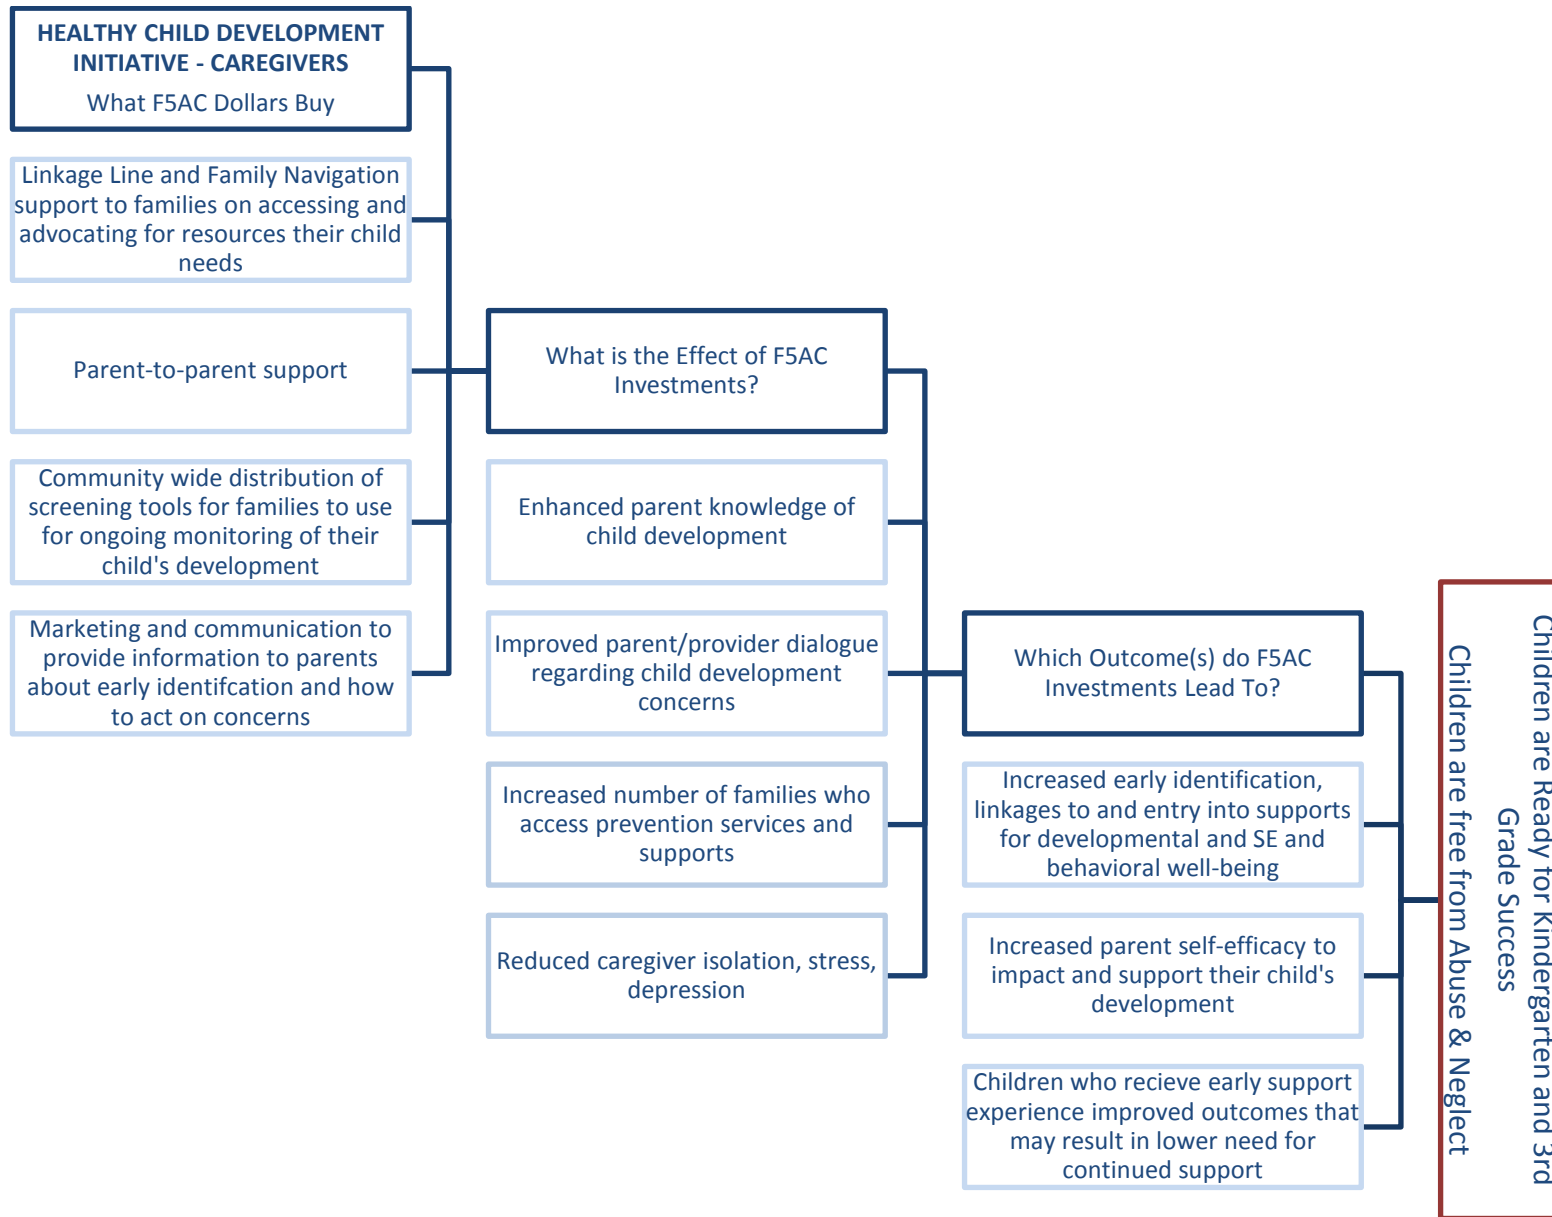 HEALTHY CHILD DEVELOPMENT
INITIATIVE - CAREGIVERS
What F5AC Dollars Buy
Linkage Line and Family Navigation
support to families on accessing and
advocating for resources their child
needs
Parent-to-parent support
Community wide distribution of
screening tools for families to use
for ongoing monitoring of their
child's development
Marketing and communication to
provide information to parents
about early identifcation and how
to act on concerns
What is the Effect of F5AC
Investments?
Enhanced parent knowledge of
child development
Improved parent/provider dialogue
regarding child development
concerns
Increased number of families who
access prevention services and
supports
Reduced caregiver isolation, stress,
depression
Which Outcome(s) do F5AC
Investments Lead To?
Increased early identification,
linkages to and entry into supports
for developmental and SE and
behavioral well-being
Increased parent self-efficacy to
impact and support their child's
development
Children who recieve early support
experience improved outcomes that
may result in lower need for
continued support
Children are Ready for Kindergarten and 3rd
Grade Success
Children are free from Abuse & Neglect